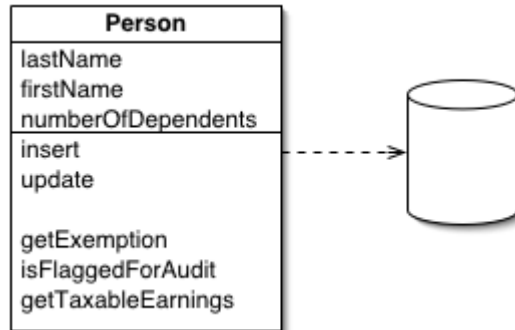 Person
lastName
firstName
numberOfDependents
insert
update
getExemption
isFlaggedForAudit
getTaxableEarnings